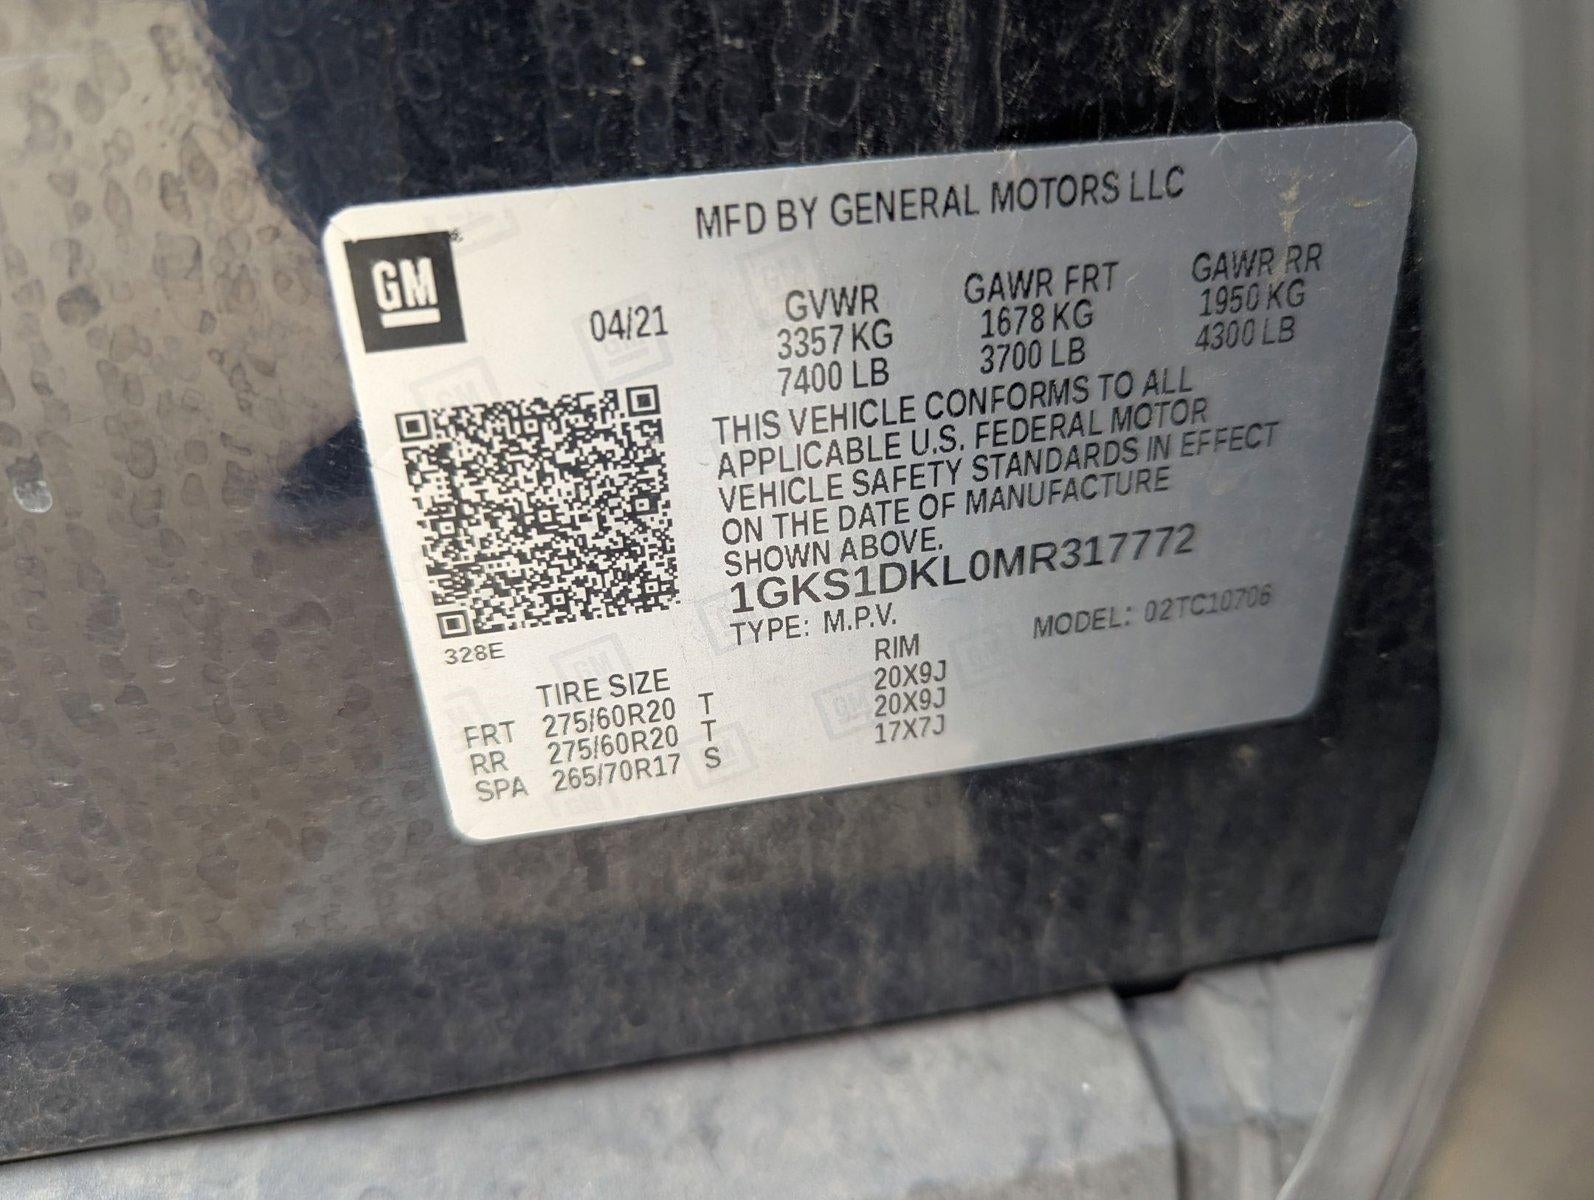 MFD BY GENERAL MOTORS LLC
GM
04/21
GVWR
3357 KG
7400 LB
GAWR FRT
1678 KG
3700 LB
GAWR RR
1950 KG
4300 LB
THIS VEHICLE CONFORMS TO ALL
APPLICABLE U.S. FEDERAL MOTOR
VEHICLE SAFETY STANDARDS IN EFFECT
ON THE DATE OF MANUFACTURE
SHOWN ABOVE.
1GKS1DKL0MR317772
TYPE: M.P.V. MODEL: 02TC10706
328E
TIRE SIZE RIM
FRT 275/60R20 T 20X9J
RR 275/60R20 T 20X9J
SPA 265/70R17 S 17X7J